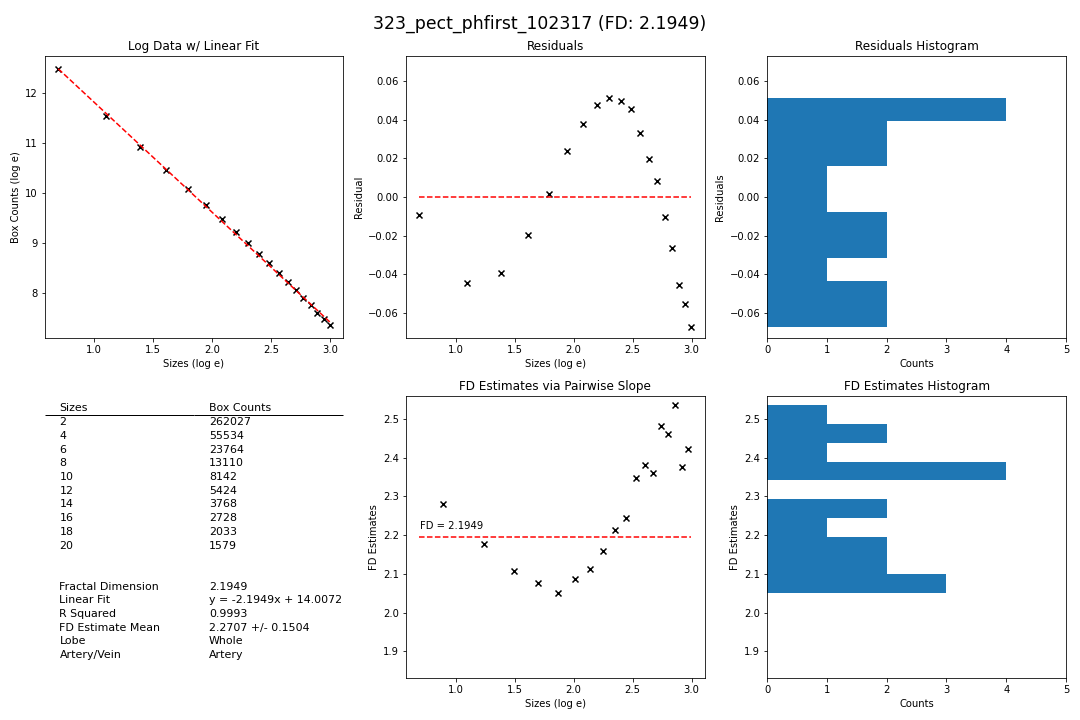 323_pect_phfirst_102317 (FD: 2.1949)
Log Data w/ Linear Fit
Box Counts (log e)
12
11
10
9
8
1.0 1.5 2.0 2.5 3.0
Sizes (log e)
Residuals
Residual
0.06
0.04
0.02
0.00
−0.02
−0.04
−0.06
1.0 1.5 2.0 2.5 3.0
Sizes (log e)
Residuals Histogram
Residuals
0.06
0.04
0.02
0.00
−0.02
−0.04
−0.06
0 1 2 3 4 5
Counts
Sizes Box Counts
2 262027
4 55534
6 23764
8 13110
10 8142
12 5424
14 3768
16 2728
18 2033
20 1579
Fractal Dimension 2.1949
Linear Fit y = -2.1949x + 14.0072
R Squared 0.9993
FD Estimate Mean 2.2707 +/- 0.1504
Lobe Whole
Artery/Vein Artery
FD Estimates via Pairwise Slope
FD Estimates
2.5
2.4
2.3
2.2
2.1
2.0
1.9
FD = 2.1949
1.0 1.5 2.0 2.5 3.0
Sizes (log e)
FD Estimates Histogram
FD Estimates
2.5
2.4
2.3
2.2
2.1
2.0
1.9
0 1 2 3 4 5
Counts